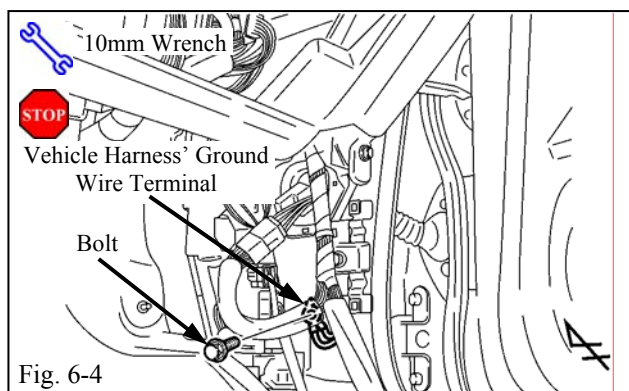 10mm Wrench
STOP
Vehicle Harness’ Ground
Wire Terminal
Bolt
Fig. 6-4